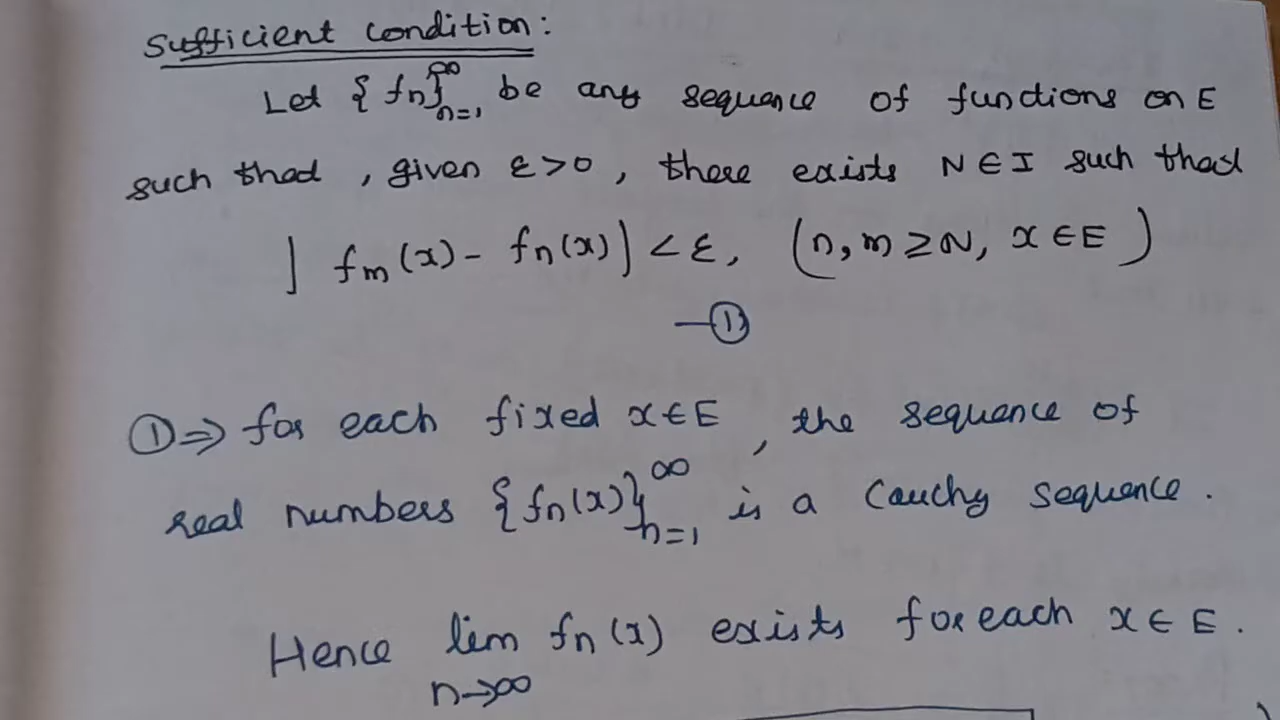 Sufficient condition:
Let {fn}∞n=1 be any sequence of functions on E
such that, given ε>0, there exists N∈I such that
| fm(x) - fn(x)| < ε, (n, m ≥ N, x∈E)
—①
①⇒ for each fixed x∈E, the sequence of
real numbers {fn(x)}∞n=1 is a Cauchy sequence.
Hence lim n→∞ fn(x) exists for each x∈E.